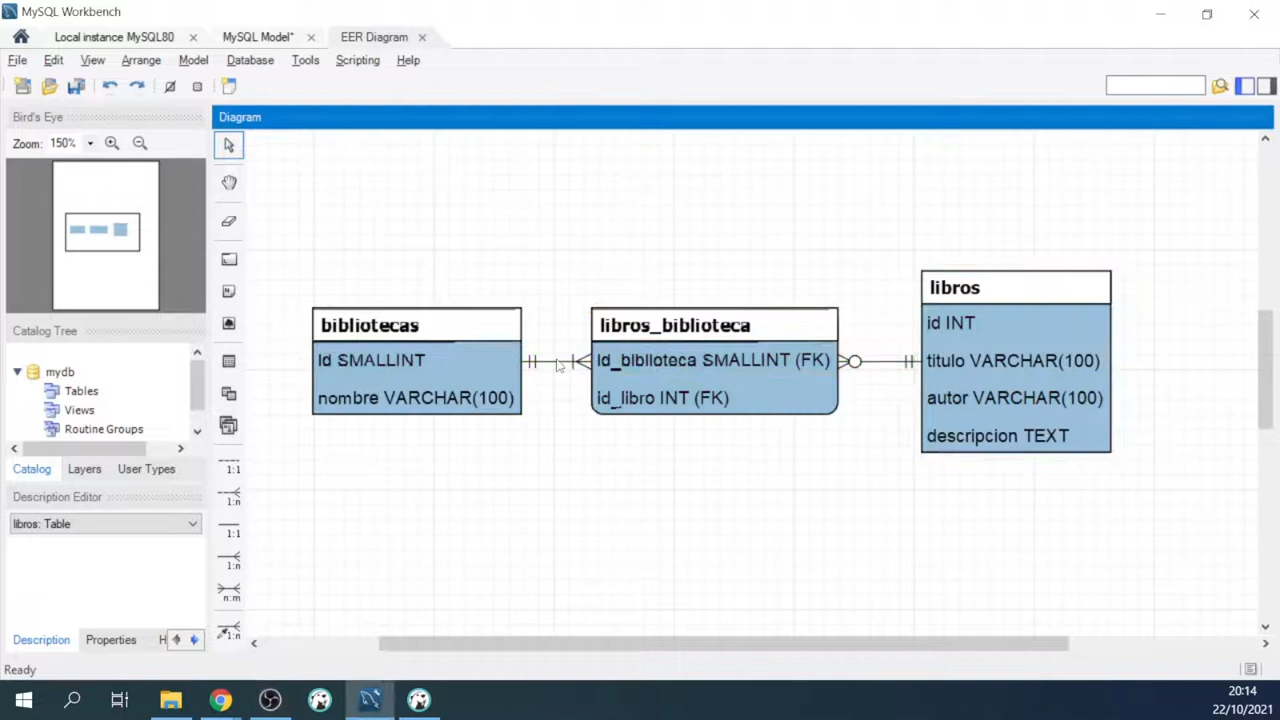 MySQL Workbench
Local instance MySQL80
MySQL Model*
EER Diagram
File Edit View Arrange Model Database Tools Scripting Help
Bird's Eye
Diagram
Zoom: 150%
Catalog Tree
mydb
Tables
Views
Routine Groups
Catalog Layers User Types
Description Editor
libros: Table
Description Properties H
Ready
1:1
1:n
1:1
1:n
n:m
1:n
bibliotecas
id SMALLINT
nombre VARCHAR(100)
libros_biblioteca
id_biblioteca SMALLINT (FK)
id_libro INT (FK)
libros
id INT
titulo VARCHAR(100)
autor VARCHAR(100)
descripcion TEXT
20:14
22/10/2021